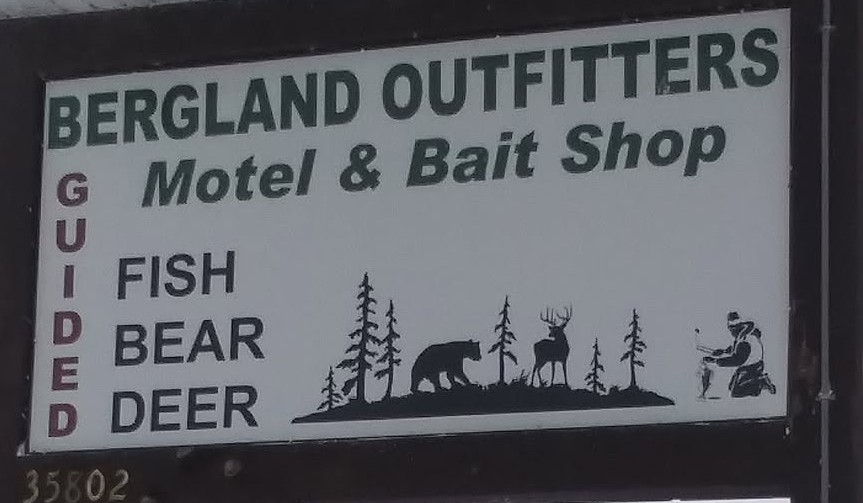 BERGLAND OUTFITTERS
Motel & Bait Shop
GUIDED
FISH
BEAR
DEER
35802